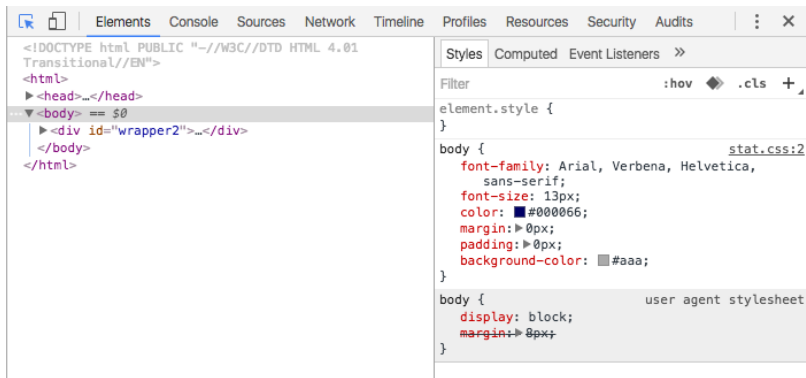 Elements Console Sources Network Timeline Profiles Resources Security Audits
<!DOCTYPE html PUBLIC "-//W3C//DTD HTML 4.01
Transitional//EN">
<html>
▶<head>…</head>
…▼<body> == $0
▶<div id="wrapper2">…</div>
</body>
</html>
Styles Computed Event Listeners »
Filter :hov .cls +
element.style {
}
body { stat.css:2
font-family: Arial, Verbena, Helvetica,
sans-serif;
font-size: 13px;
color: #000066;
margin:▶0px;
padding:▶0px;
background-color: #aaa;
}
body { user agent stylesheet
display: block;
margin:▶8px;
}